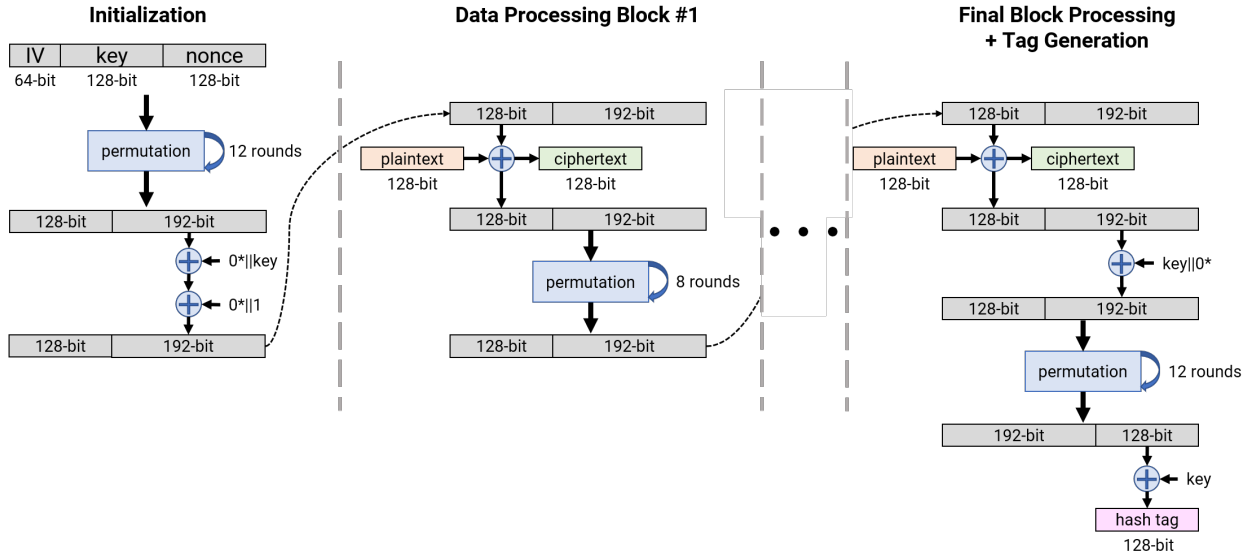 Initialization
IV key nonce
64-bit 128-bit 128-bit
permutation 12 rounds
128-bit 192-bit
0*||key
0*||1
128-bit 192-bit
Data Processing Block #1
128-bit 192-bit
plaintext ciphertext
128-bit 128-bit
128-bit 192-bit
permutation 8 rounds
128-bit 192-bit
Final Block Processing
+ Tag Generation
128-bit 192-bit
plaintext ciphertext
128-bit 128-bit
128-bit 192-bit
key||0*
128-bit 192-bit
permutation 12 rounds
192-bit 128-bit
key
hash tag
128-bit